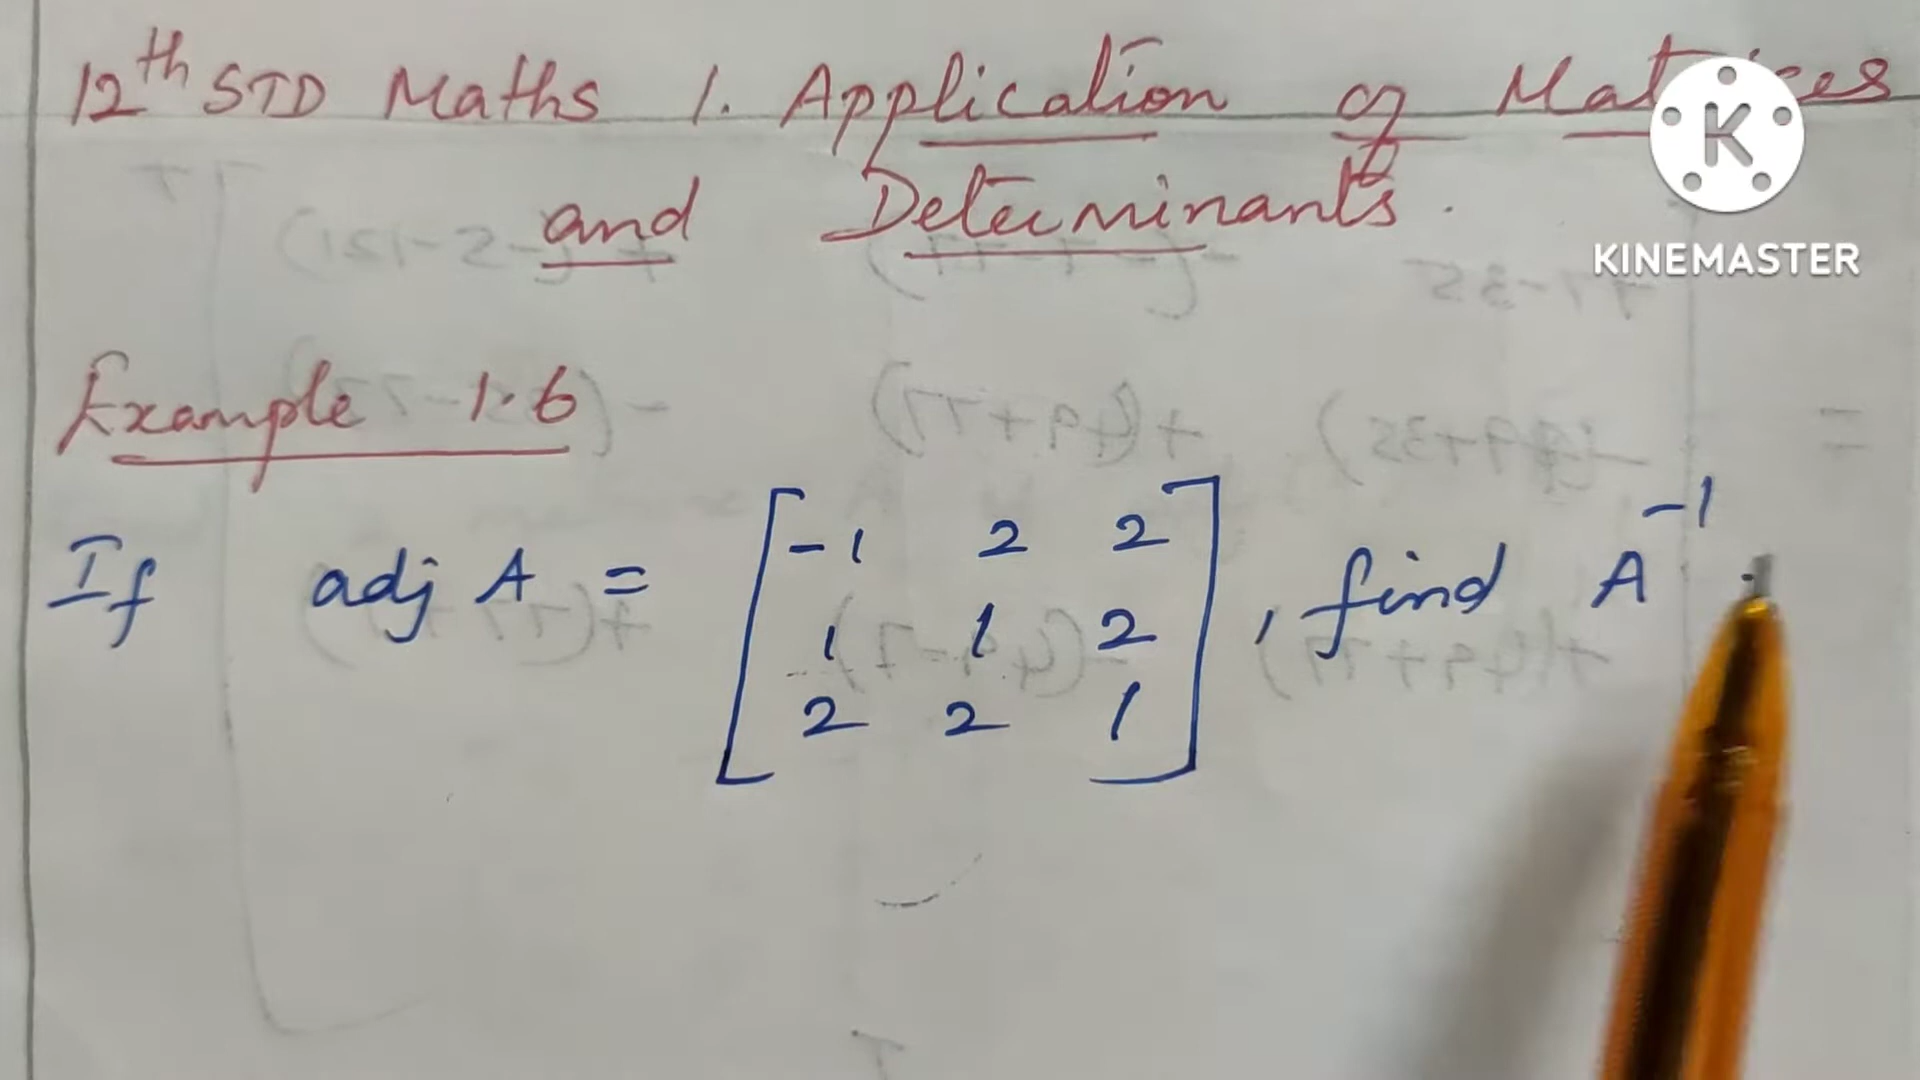 12th STD Maths 1. Application of Matrices
and Determinants.
K
KINEMASTER
Example 1.6
If adj A = [-1 2 2
1 1 2
2 2 1], find A^-1.